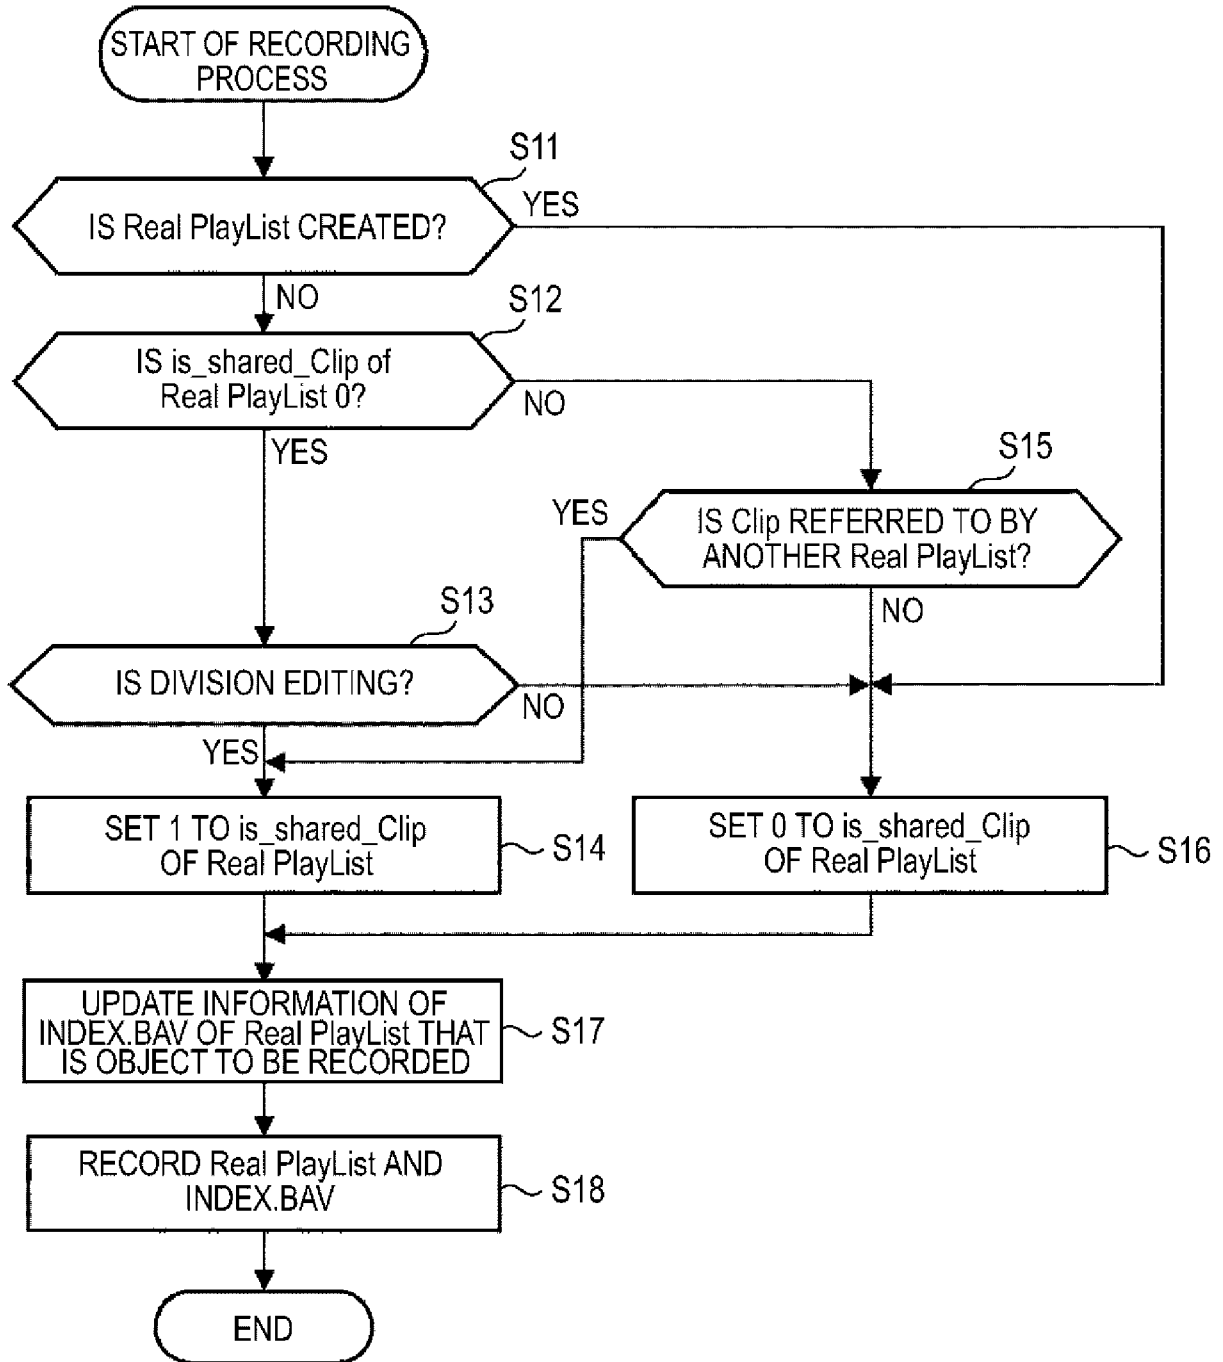 START OF RECORDING
PROCESS
S11
IS Real PlayList CREATED?
YES
NO
S12
IS is_shared_Clip of
Real PlayList 0?
NO
YES
S15
YES
IS Clip REFERRED TO BY
ANOTHER Real PlayList?
NO
S13
IS DIVISION EDITING?
NO
YES
SET 1 TO is_shared_Clip
OF Real PlayList
S14
SET 0 TO is_shared_Clip
OF Real PlayList
S16
UPDATE INFORMATION OF
INDEX.BAV OF Real PlayList THAT
IS OBJECT TO BE RECORDED
S17
RECORD Real PlayList AND
INDEX.BAV
S18
END